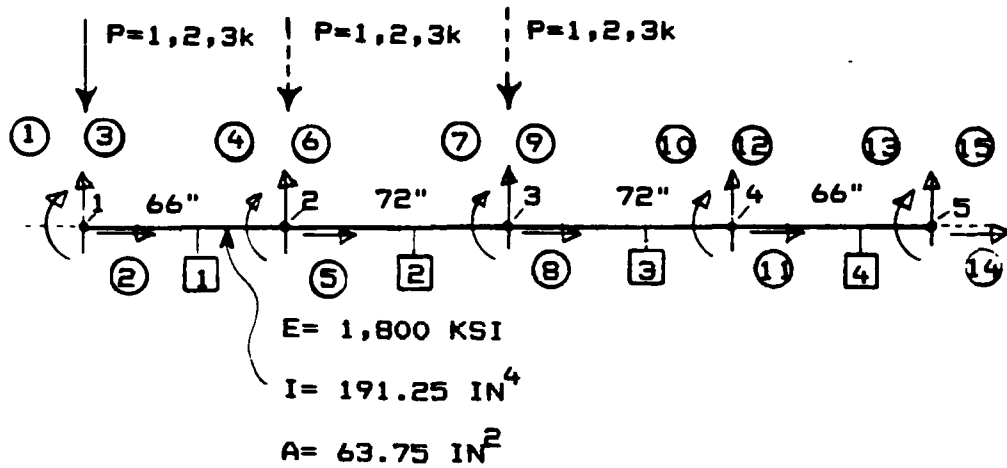 P=1,2,3k P=1,2,3k P=1,2,3k
1 3 4 6 7 9 10 12 13 15
1 66" 2 72" 3 72" 4 66" 5
2 1 5 2 8 3 11 4 14
E= 1,800 KSI
I= 191.25 IN⁴
A= 63.75 IN²